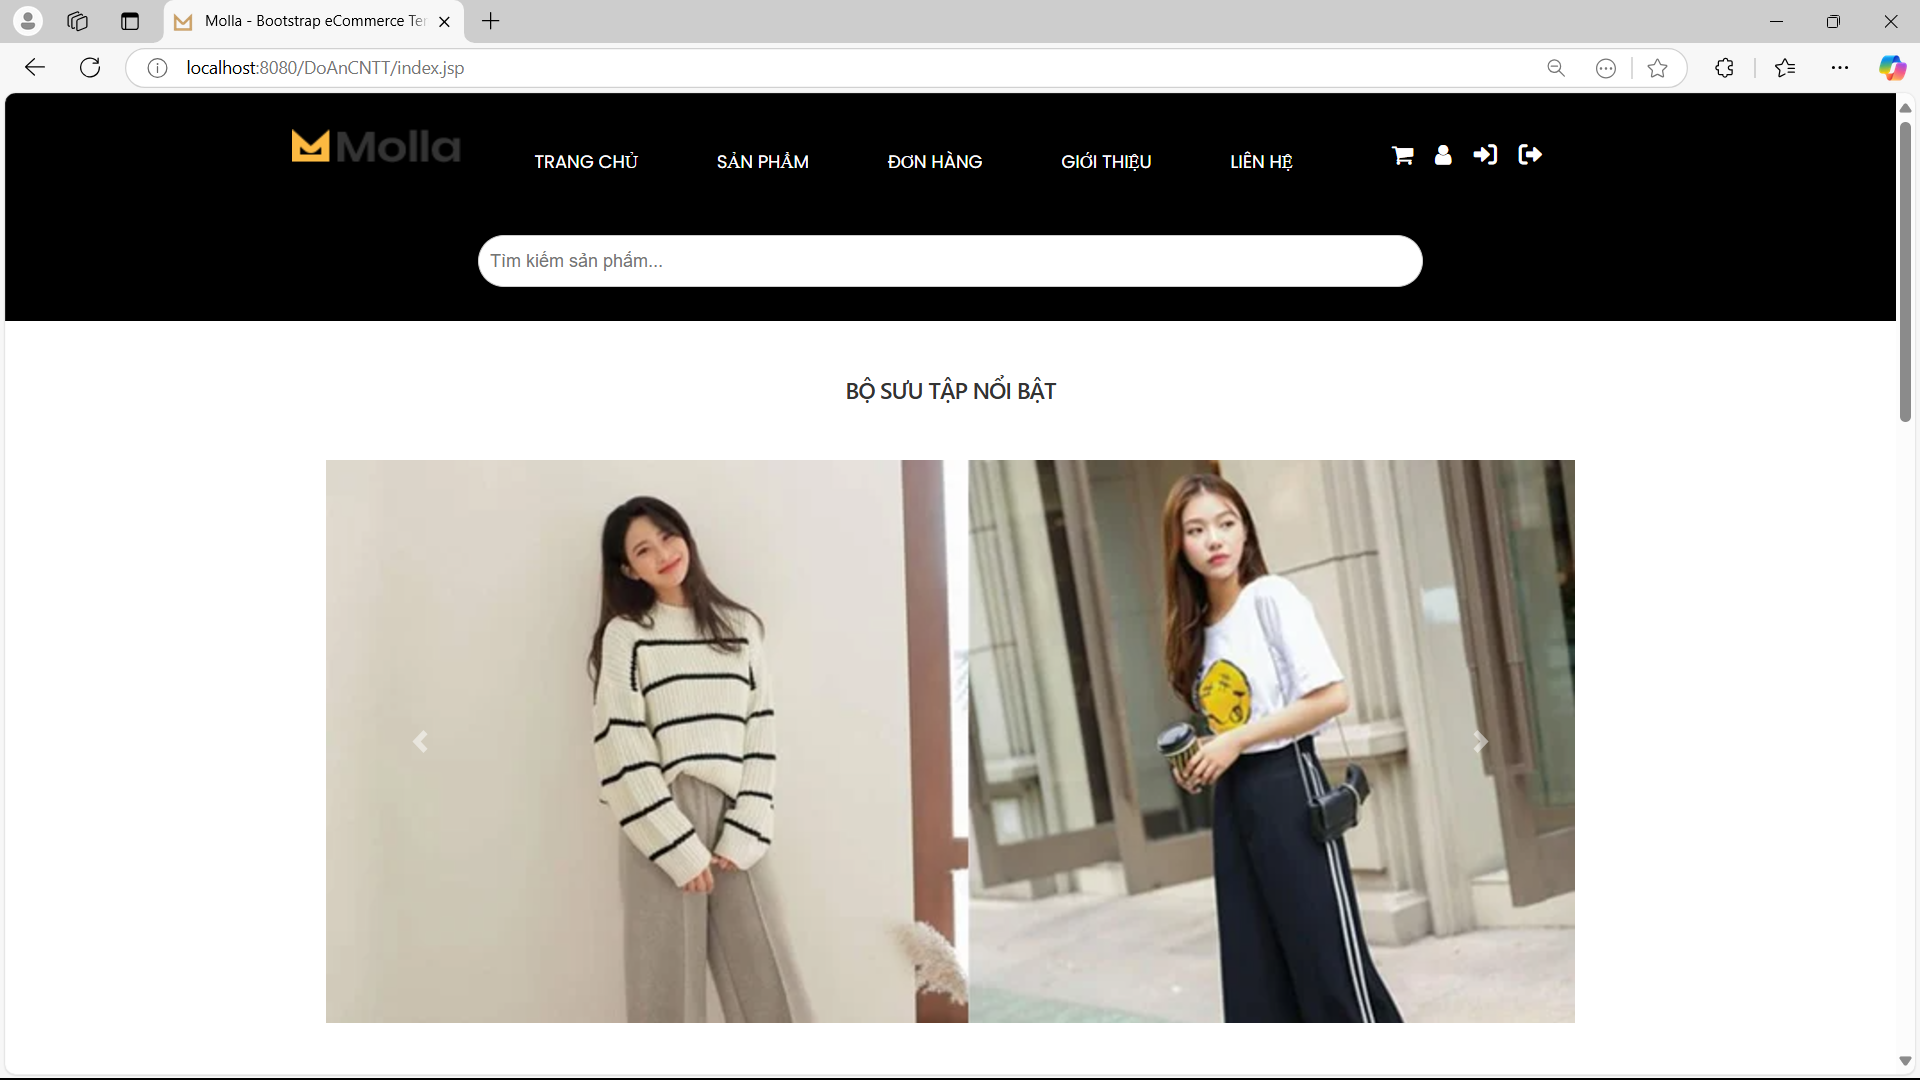 Molla - Bootstrap eCommerce Ter
localhost:8080/DoAnCNTT/index.jsp
Molla
TRANG CHỦ
SẢN PHẨM
ĐƠN HÀNG
GIỚI THIỆU
LIÊN HỆ
Tìm kiếm sản phẩm...
BỘ SƯU TẬP NỔI BẬT